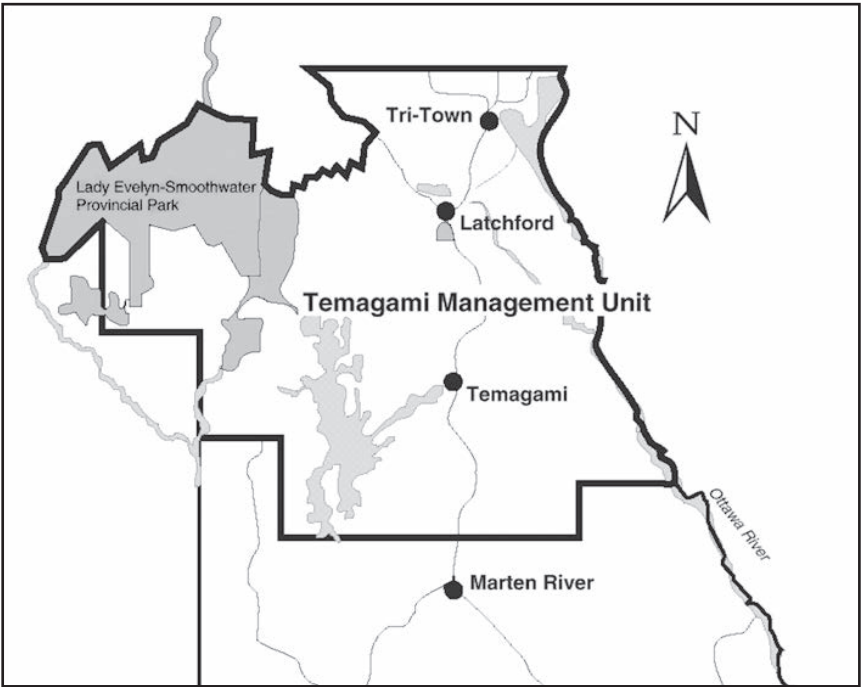 N
Tri-Town
Lady Evelyn-Smoothwater
Provincial Park
Latchford
Temagami Management Unit
Temagami
Ottawa River
Marten River